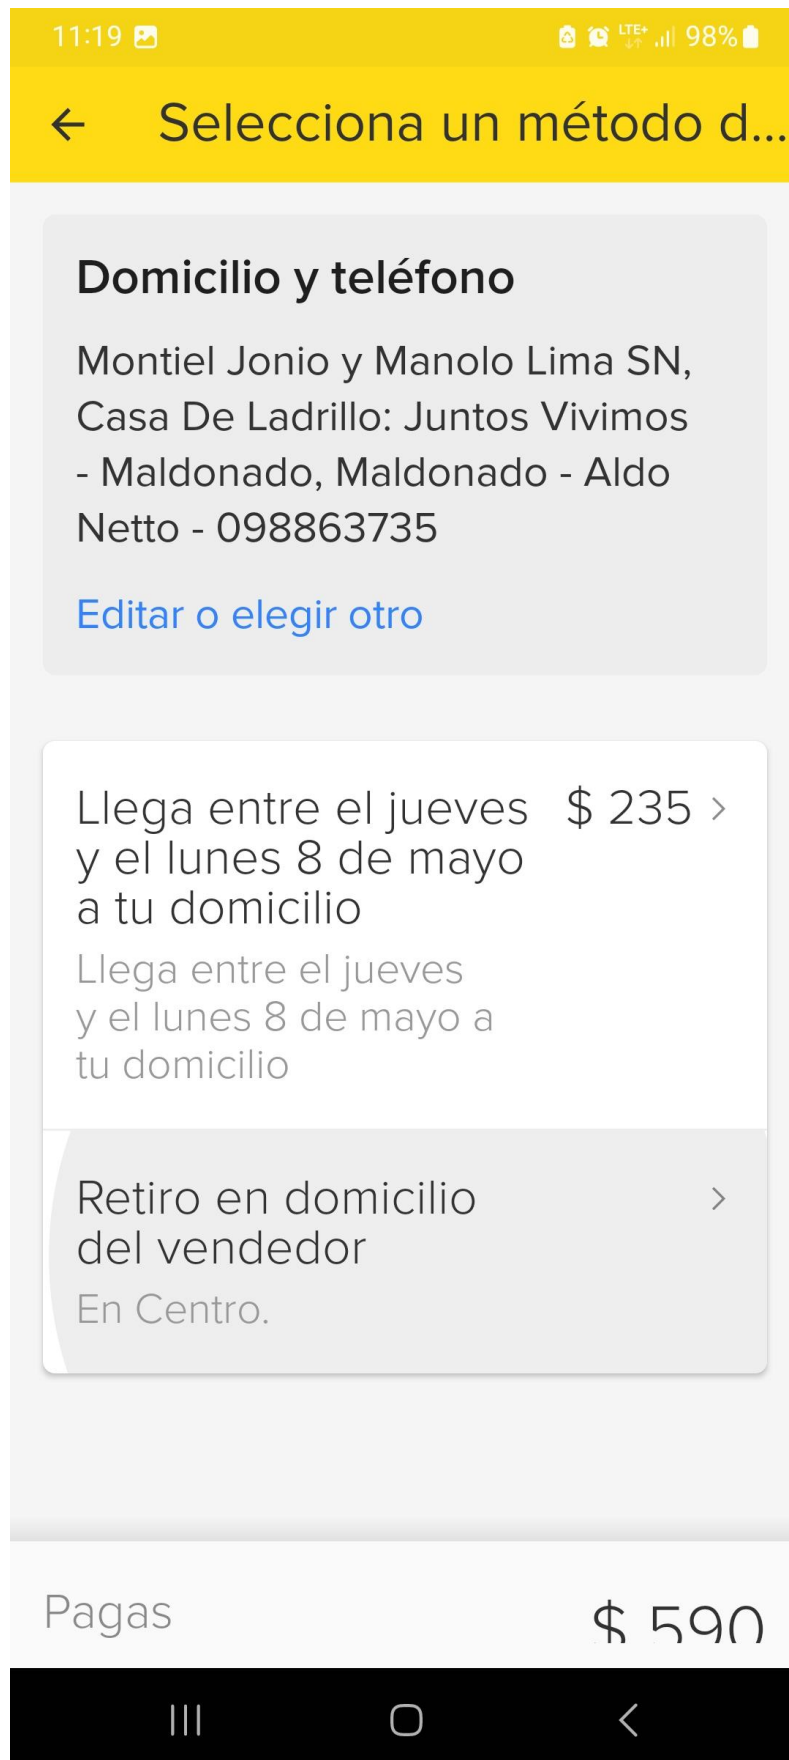 11:19
LTE+ 98%
Selecciona un método d...
Domicilio y teléfono
Montiel Jonio y Manolo Lima SN,
Casa De Ladrillo: Juntos Vivimos
- Maldonado, Maldonado - Aldo
Netto - 098863735
Editar o elegir otro
Llega entre el jueves $ 235
y el lunes 8 de mayo
a tu domicilio
Llega entre el jueves
y el lunes 8 de mayo a
tu domicilio
Retiro en domicilio
del vendedor
En Centro.
Pagas $ 590